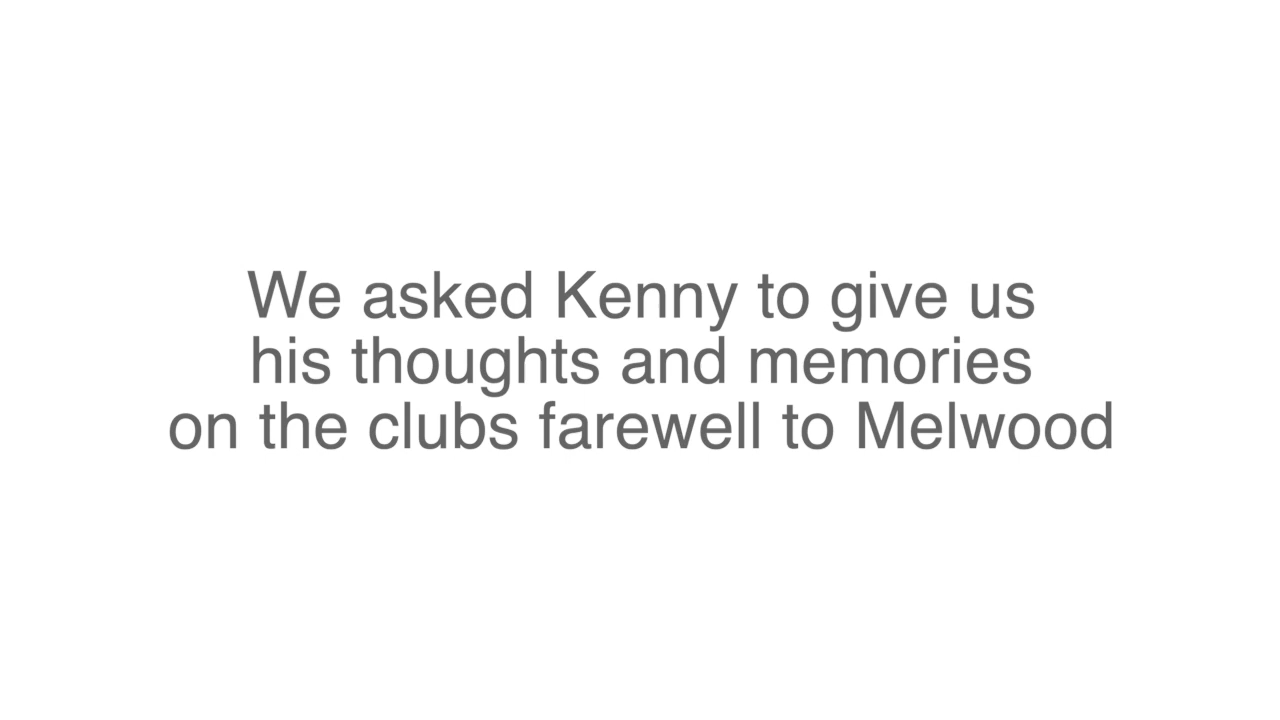 We asked Kenny to give us
his thoughts and memories
on the clubs farewell to Melwood